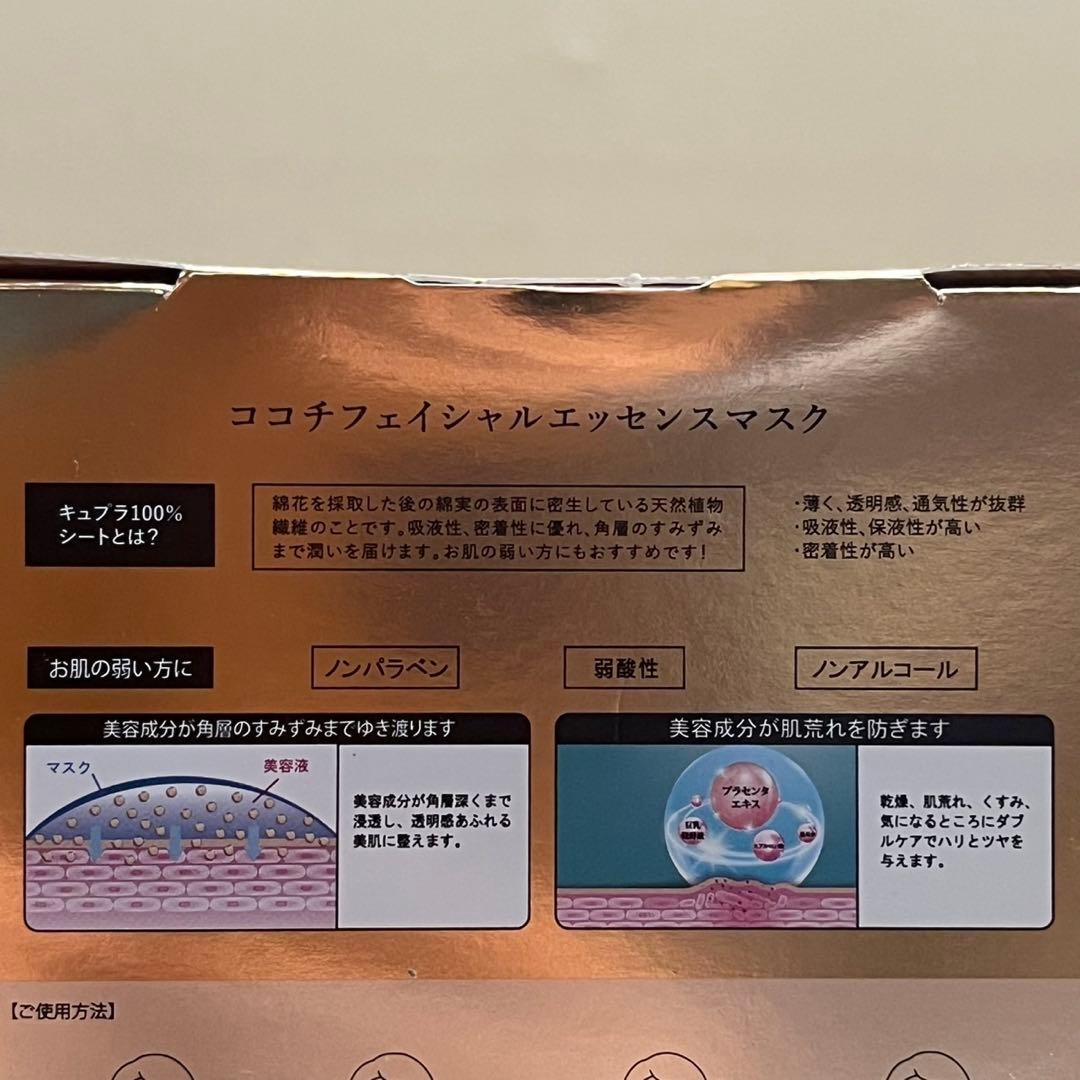 ココチフェイシャルエッセンスマスク
キュプラ100%
シートとは?
綿花を採取した後の綿実の表面に密生している天然植物
繊維のことです。吸液性、密着性に優れ、角層のすみずみ
まで潤いを届けます。お肌の弱い方にもおすすめです!
・薄く、透明感、通気性が抜群
・吸液性、保液性が高い
・密着性が高い
お肌の弱い方に
ノンパラベン
弱酸性
ノンアルコール
美容成分が角層のすみずみまでゆき渡ります
マスク
美容液
美容成分が角層深くまで
浸透し、透明感あふれる
美肌に整えます。
美容成分が肌荒れを防ぎます
プラセンタ
エキス
乾燥、肌荒れ、くすみ、
気になるところにダブ
ルケアでハリとツヤを
与えます。
【ご使用方法】